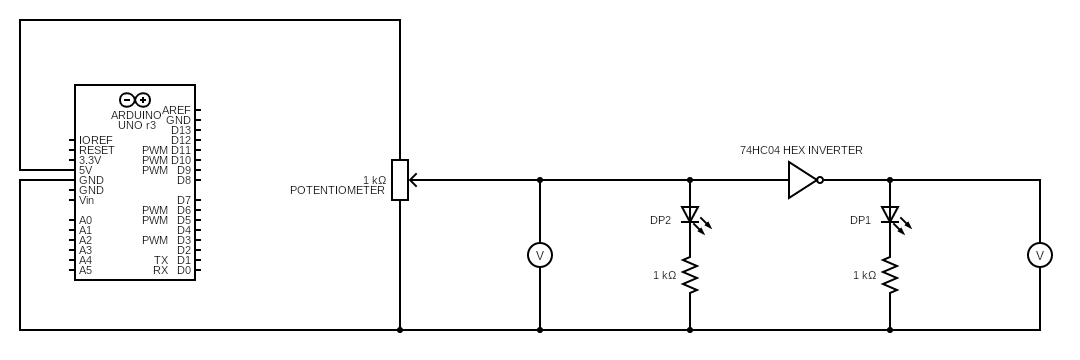 ARDUINO
UNO r3
AREF
GND
D13
IOREF D12
RESET PWM D11
3.3V PWM D10
5V PWM D9
GND D8
GND
Vin D7
PWM D6
A0 PWM D5
A1 D4
A2 PWM D3
A3 D2
A4 TX D1
A5 RX D0
1 kΩ
POTENTIOMETER
74HC04 HEX INVERTER
DP2
DP1
V
V
1 kΩ
1 kΩ